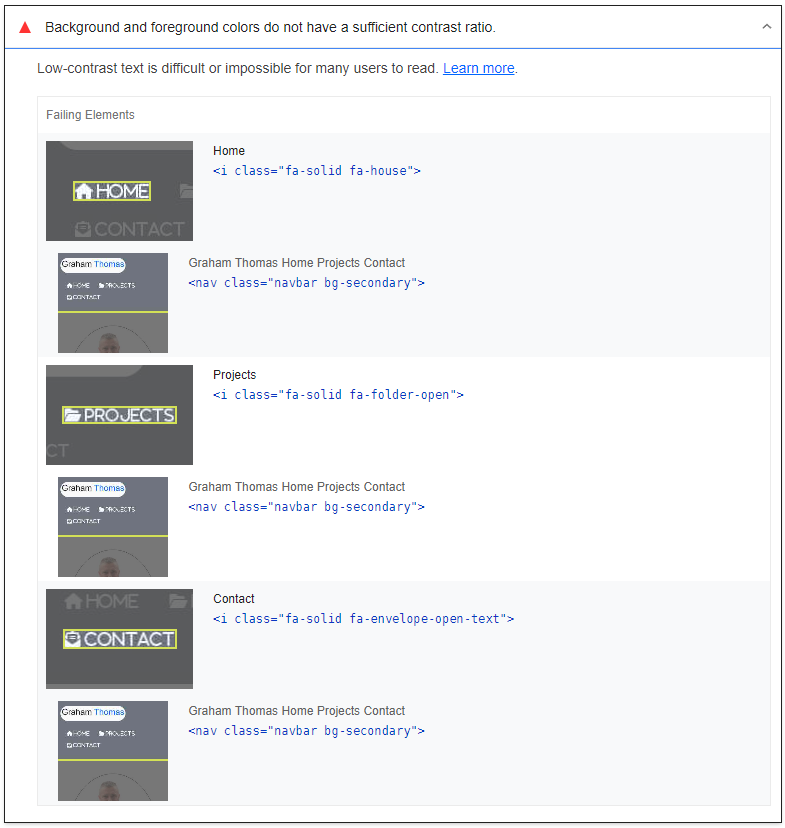 Background and foreground colors do not have a sufficient contrast ratio.
Low-contrast text is difficult or impossible for many users to read. Learn more.
Failing Elements
HOME
CONTACT
Home
<i class="fa-solid fa-house">
Graham Thomas
HOME PROJECTS
CONTACT
Graham Thomas Home Projects Contact
<nav class="navbar bg-secondary">
PROJECTS
CT
Projects
<i class="fa-solid fa-folder-open">
Graham Thomas
HOME PROJECTS
CONTACT
Graham Thomas Home Projects Contact
<nav class="navbar bg-secondary">
HOME
CONTACT
Contact
<i class="fa-solid fa-envelope-open-text">
Graham Thomas
HOME PROJECTS
CONTACT
Graham Thomas Home Projects Contact
<nav class="navbar bg-secondary">